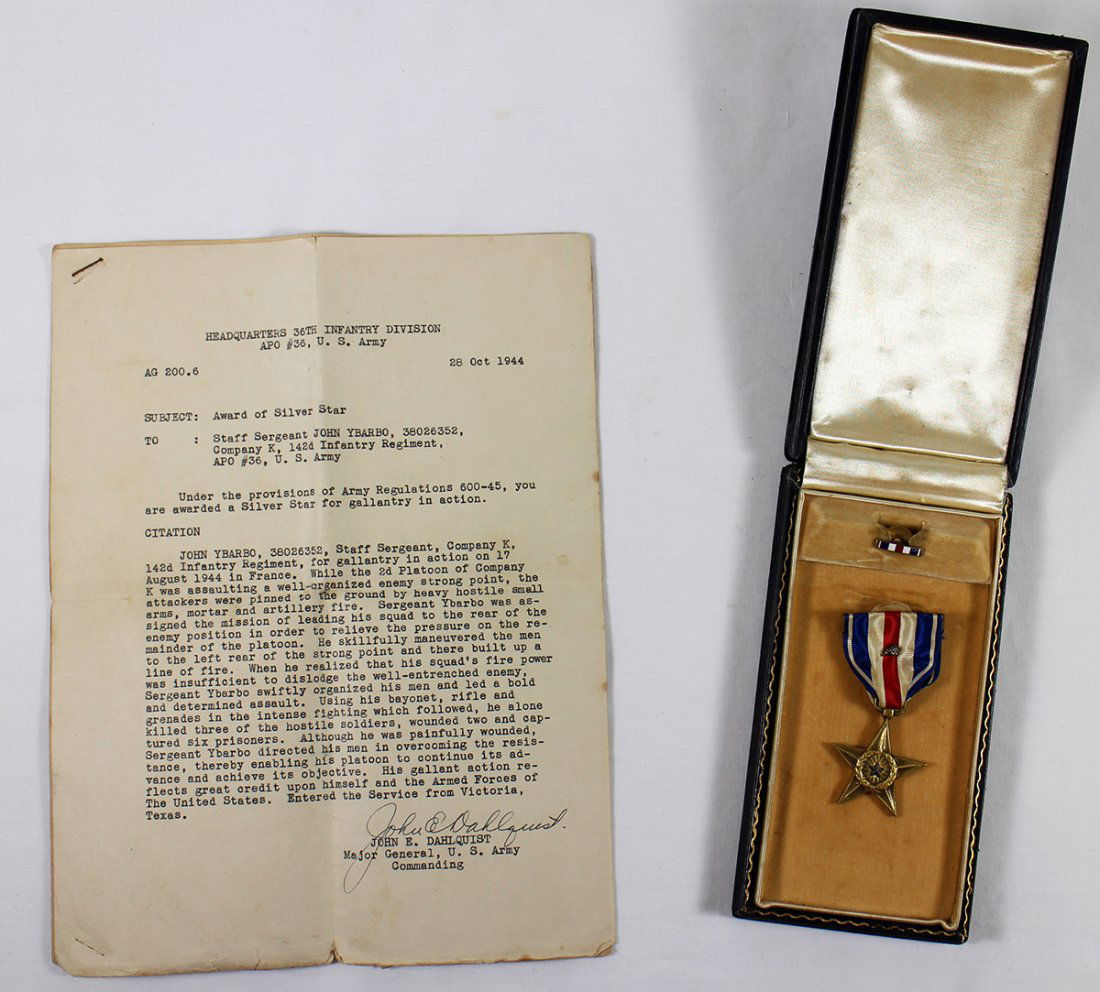 HEADQUARTERS 36TH INFANTRY DIVISION
APO #36, U. S. Army
AG 200.6 28 Oct 1944
SUBJECT: Award of Silver Star
TO : Staff Sergeant JOHN YBARBO, 38026352,
Company K, 142d Infantry Regiment,
APO #36, U. S. Army
Under the provisions of Army Regulations 600-45, you
are awarded a Silver Star for gallantry in action.
CITATION
JOHN YBARBO, 38026352, Staff Sergeant, Company K,
142d Infantry Regiment, for gallantry in action on 17
August 1944 in France. While the 2d Platoon of Company
K was assaulting a well-organized enemy strong point, the
attackers were pinned to the ground by heavy hostile small
arms, mortar and artillery fire. Sergeant Ybarbo was as-
signed the mission of leading his squad to the rear of the
enemy position in order to relieve the pressure on the re-
mainder of the platoon. He skillfully maneuvered the men
to the left rear of the strong point and there built up a
line of fire. When he realized that his squad's fire power
was insufficient to dislodge the well-entrenched enemy,
Sergeant Ybarbo swiftly organized his men and led a bold
and determined assault. Using his bayonet, rifle and
grenades in the intense fighting which followed, he alone
killed three of the hostile soldiers, wounded two and cap-
tured six prisoners. Although he was painfully wounded,
Sergeant Ybarbo directed his men in overcoming the resis-
tance, thereby enabling his platoon to continue its ad-
vance and achieve its objective. His gallant action re-
flects great credit upon himself and the Armed Forces of
The United States. Entered the Service from Victoria,
Texas.
John E Dahlquist.
JOHN E. DAHLQUIST
Major General, U. S. Army
Commanding